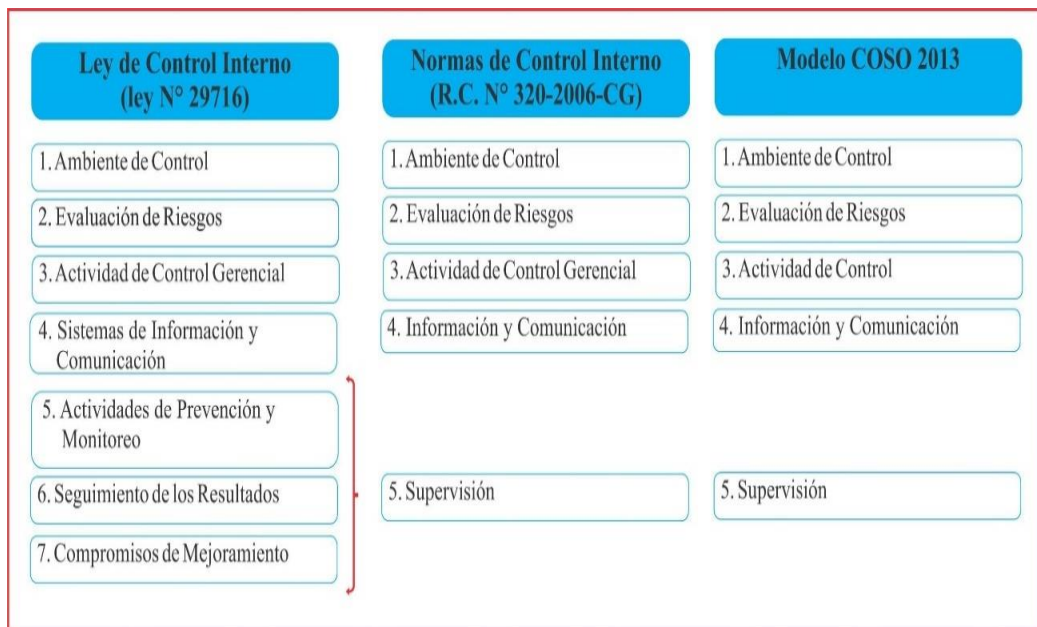 Ley de Control Interno
(ley N° 29716)
1. Ambiente de Control
2. Evaluación de Riesgos
3. Actividad de Control Gerencial
4. Sistemas de Información y
Comunicación
5. Actividades de Prevención y
Monitoreo
6. Seguimiento de los Resultados
7. Compromisos de Mejoramiento
Normas de Control Interno
(R.C. N° 320-2006-CG)
1. Ambiente de Control
2. Evaluación de Riesgos
3. Actividad de Control Gerencial
4. Información y Comunicación
5. Supervisión
Modelo COSO 2013
1. Ambiente de Control
2. Evaluación de Riesgos
3. Actividad de Control
4. Información y Comunicación
5. Supervisión